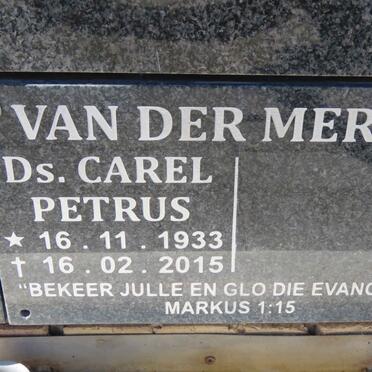 VAN DER MER
Ds. CAREL
PETRUS
★ 16 . 11 . 1933
† 16 . 02 . 2015
"BEKEER JULLE EN GLO DIE EVANG
MARKUS 1:15